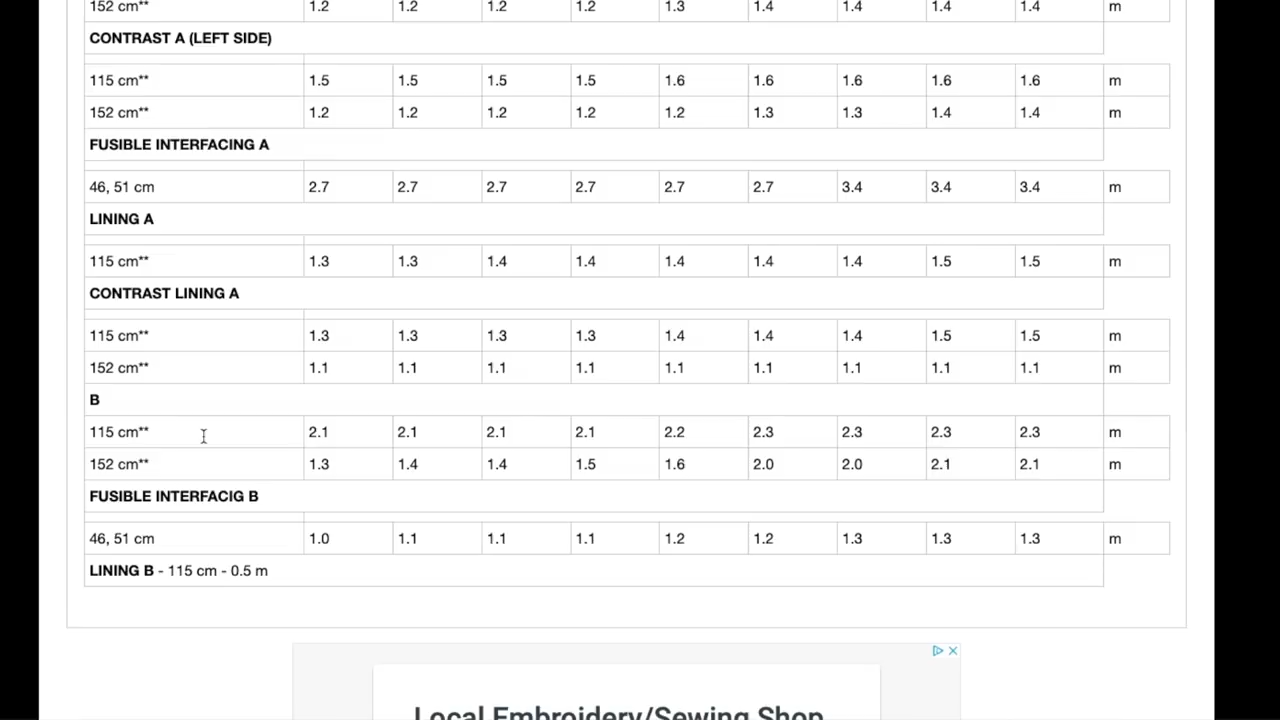 152 cm** 1.2 1.2 1.2 1.2 1.3 1.4 1.4 1.4 1.4 m
CONTRAST A (LEFT SIDE)
115 cm** 1.5 1.5 1.5 1.5 1.6 1.6 1.6 1.6 1.6 m
152 cm** 1.2 1.2 1.2 1.2 1.2 1.3 1.3 1.4 1.4 m
FUSIBLE INTERFACING A
46, 51 cm 2.7 2.7 2.7 2.7 2.7 2.7 3.4 3.4 3.4 m
LINING A
115 cm** 1.3 1.3 1.4 1.4 1.4 1.4 1.4 1.5 1.5 m
CONTRAST LINING A
115 cm** 1.3 1.3 1.3 1.3 1.4 1.4 1.4 1.5 1.5 m
152 cm** 1.1 1.1 1.1 1.1 1.1 1.1 1.1 1.1 1.1 m
B
115 cm** 2.1 2.1 2.1 2.1 2.2 2.3 2.3 2.3 2.3 m
152 cm** 1.3 1.4 1.4 1.5 1.6 2.0 2.0 2.1 2.1 m
FUSIBLE INTERFACIG B
46, 51 cm 1.0 1.1 1.1 1.1 1.2 1.2 1.3 1.3 1.3 m
LINING B - 115 cm - 0.5 m
Local Embroidery/Sewing Shop